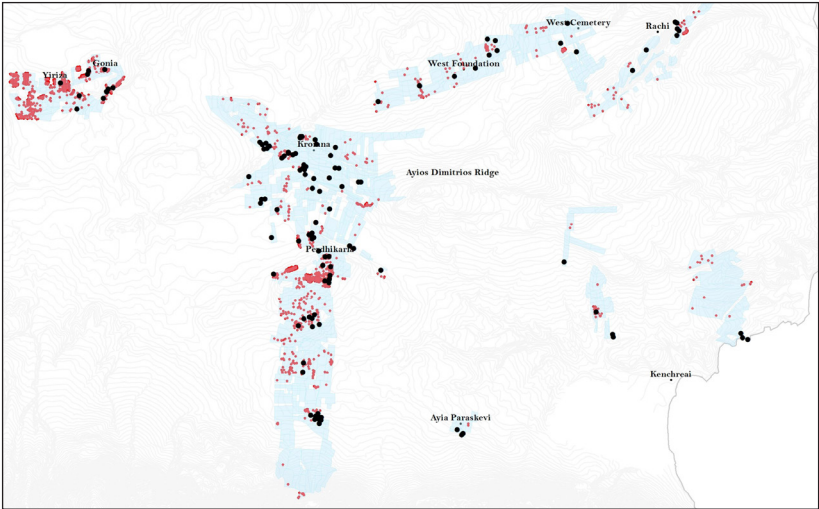 West Cemetery
Rachi
Gonia
Yiriza
West Foundation
Kromna
Ayios Dimitrios Ridge
Perdhikaria
Kenchreai
Ayia Paraskevi